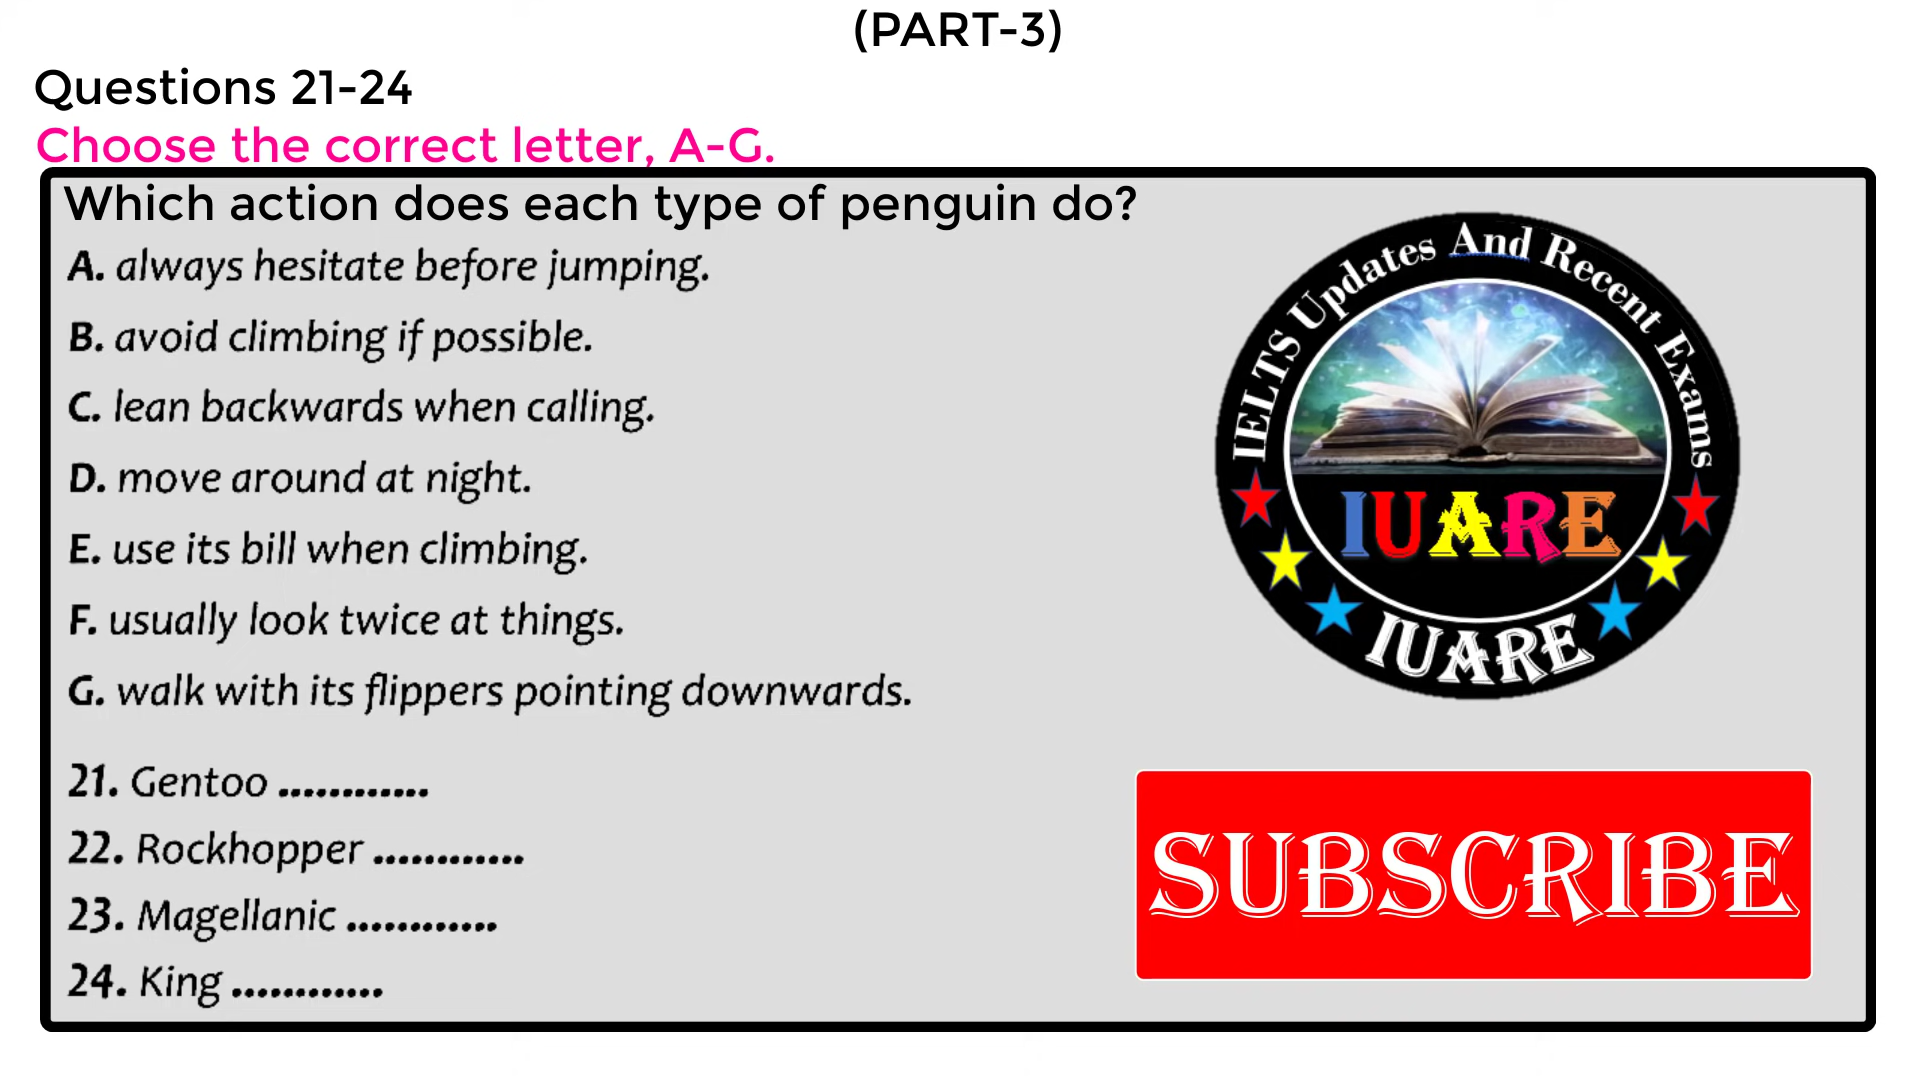 (PART-3)
Questions 21-24
Choose the correct letter, A-G.
Which action does each type of penguin do?
A. always hesitate before jumping.
B. avoid climbing if possible.
C. lean backwards when calling.
D. move around at night.
E. use its bill when climbing.
F. usually look twice at things.
G. walk with its flippers pointing downwards.
21. Gentoo ............
22. Rockhopper ............
23. Magellanic ............
24. King ............
IELTS Updates And Recent Exams
IUARE
IUARE
SUBSCRIBE